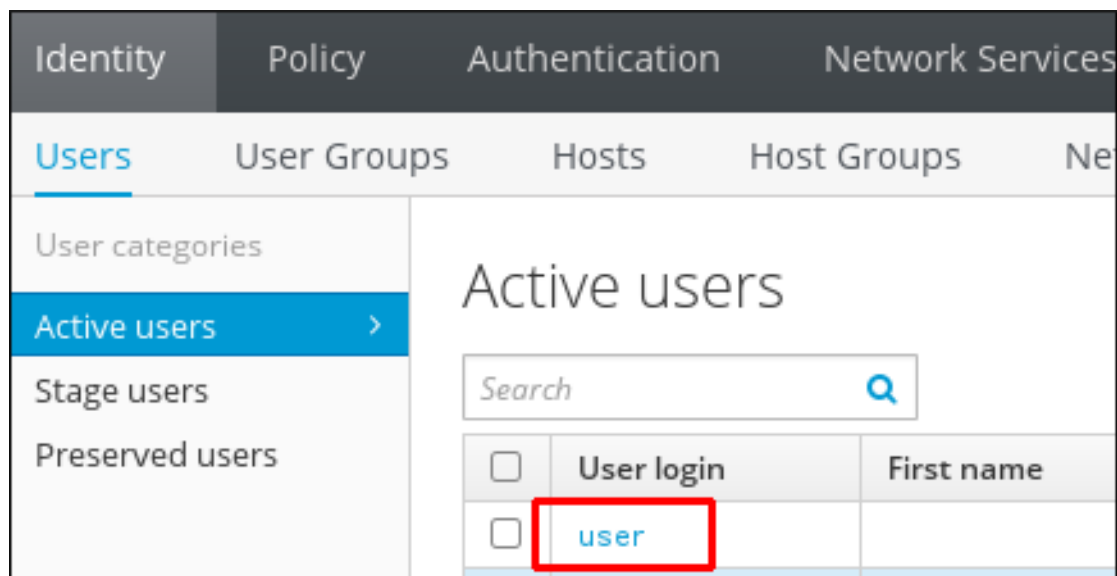 Identity Policy Authentication Network Services
Users User Groups Hosts Host Groups
User categories
Active users
Stage users
Preserved users
Active users
Search
User login First name
user